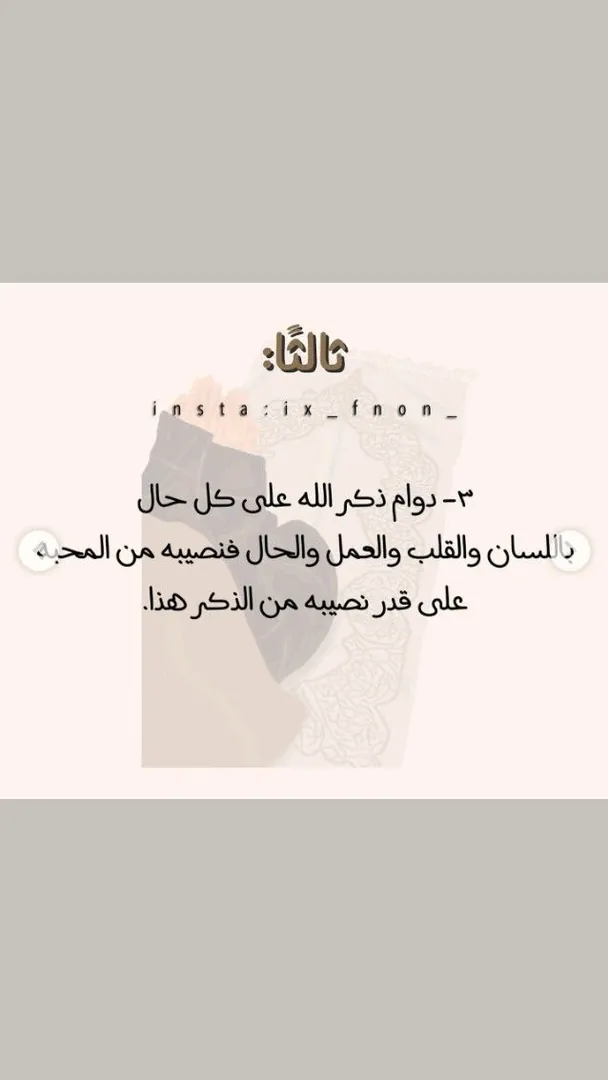 ثالثًا:
insta:ix_fnon_
٣- دوام ذكر الله على كل حال
باللسان والقلب والعمل والحال فنصيبه من المحبه
على قدر نصيبه من الذكر هذا.